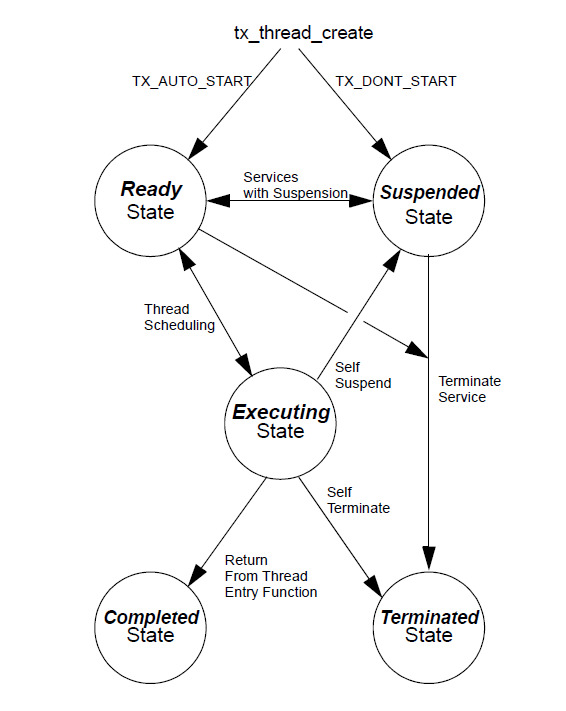 tx_thread_create
TX_AUTO_START
TX_DONT_START
Services
with Suspension
Ready
State
Suspended
State
Thread
Scheduling
Self
Suspend
Terminate
Service
Executing
State
Self
Terminate
Return
From Thread
Entry Function
Completed
State
Terminated
State